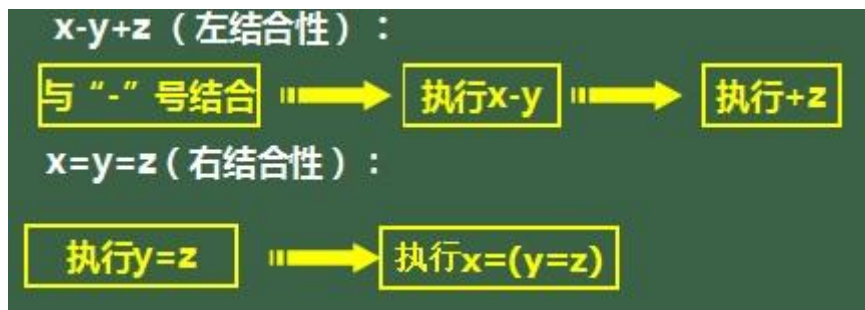 x-y+z（左结合性）：
与“-”号结合 执行x-y 执行+z
x=y=z（右结合性）：
执行y=z 执行x=(y=z)